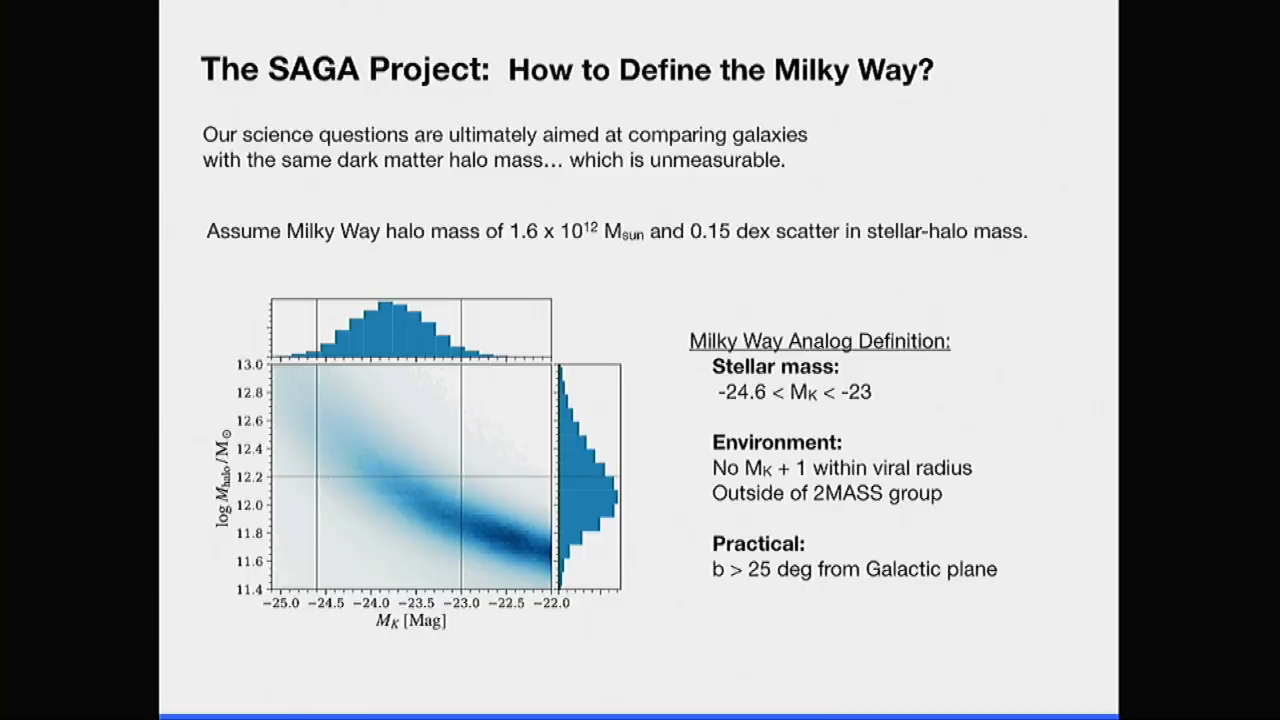 The SAGA Project: How to Define the Milky Way?
Our science questions are ultimately aimed at comparing galaxies
with the same dark matter halo mass… which is unmeasurable.
Assume Milky Way halo mass of 1.6 x 10¹² Msun and 0.15 dex scatter in stellar-halo mass.
13.0
12.8
12.6
12.4
12.2
12.0
11.8
11.6
11.4
log Mhalo/M⊙
−25.0 −24.5 −24.0 −23.5 −23.0 −22.5 −22.0
MK [Mag]
Milky Way Analog Definition:
Stellar mass:
-24.6 < MK < -23
Environment:
No MK + 1 within viral radius
Outside of 2MASS group
Practical:
b > 25 deg from Galactic plane